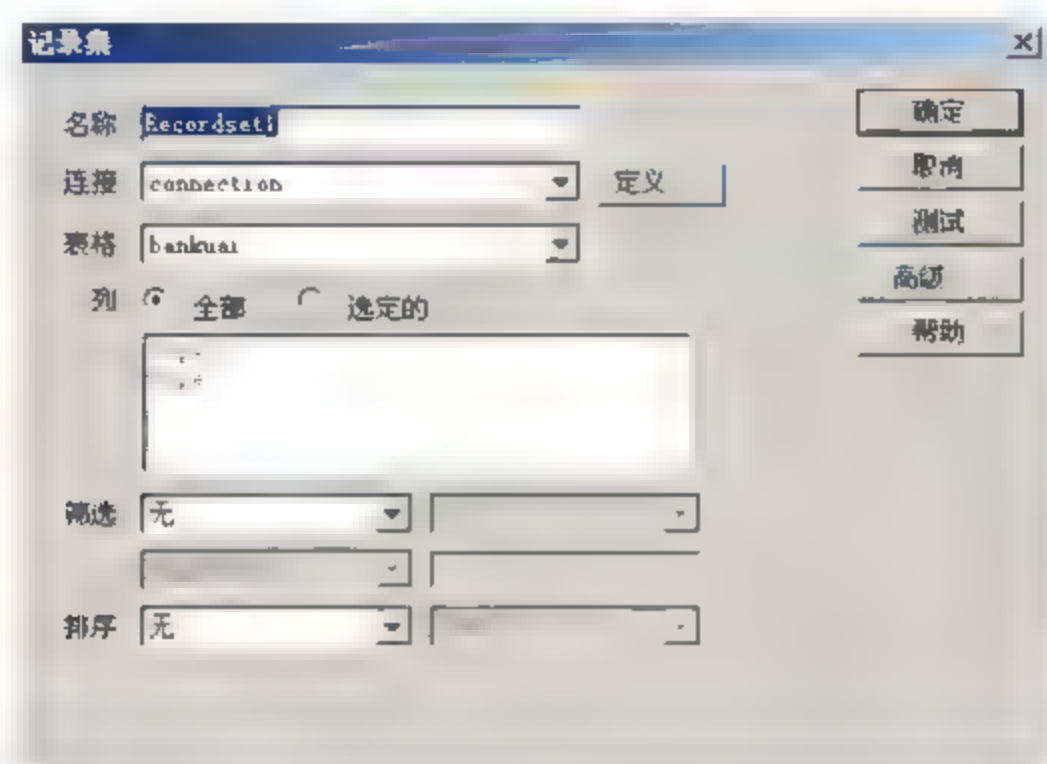 记录集
名称 Recordset1 确定
连接 connection 定义 取消
表格 bankuai 测试
列 全部 选定的 高级
帮助
筛选 无
排序 无